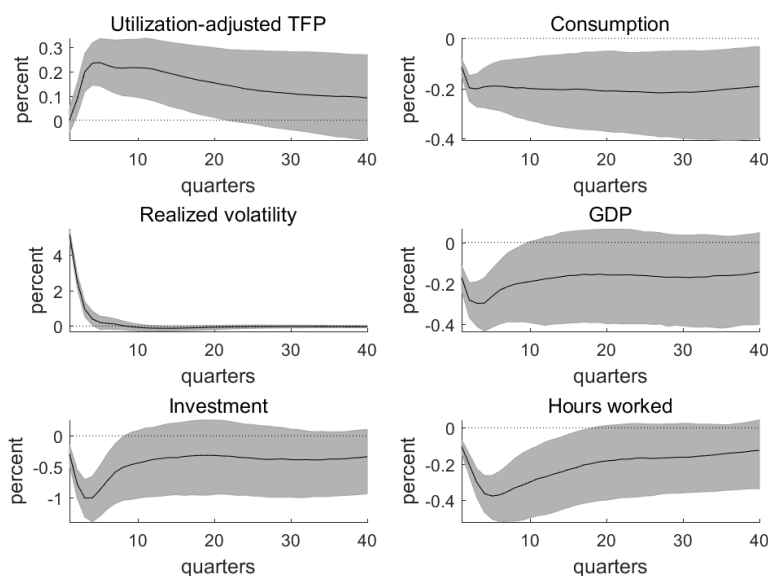 Utilization-adjusted TFP
percent
0.3
0.2
0.1
0
10
20
30
40
quarters
Consumption
percent
0
-0.2
-0.4
10
20
30
40
quarters
Realized volatility
percent
4
2
0
10
20
30
40
quarters
GDP
percent
0
-0.2
-0.4
10
20
30
40
quarters
Investment
percent
0
-0.5
-1
10
20
30
40
quarters
Hours worked
percent
0
-0.2
-0.4
10
20
30
40
quarters